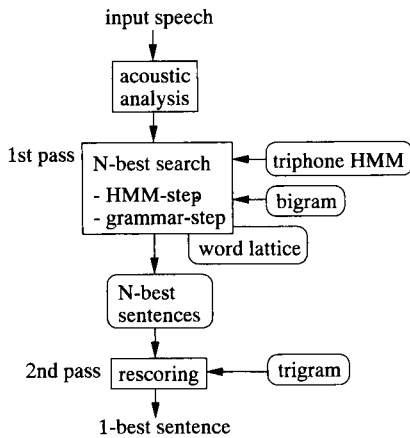 input speech
acoustic
analysis
1st pass
N-best search
- HMM-step
- grammar-step
triphone HMM
bigram
word lattice
N-best
sentences
2nd pass
rescoring
trigram
1-best sentence